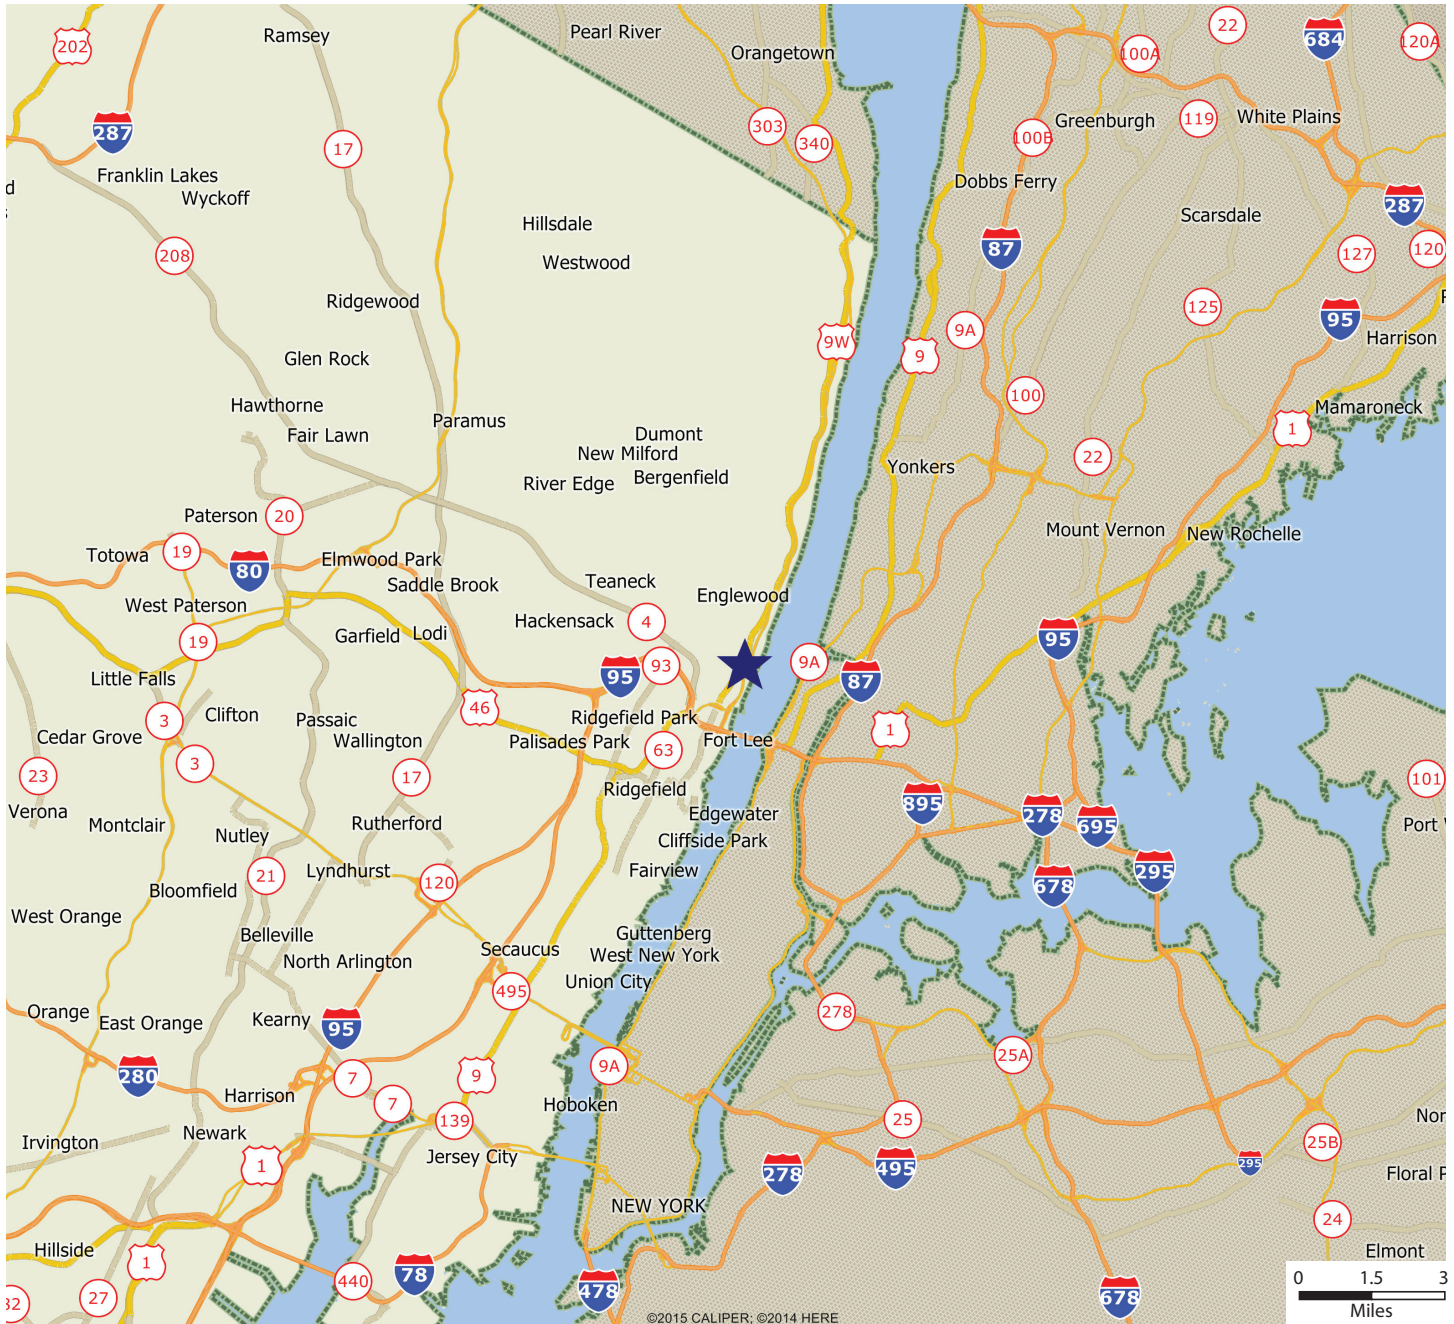 202
Ramsey
Pearl River
Orangetown
22
100A
684
120A
287
17
303
340
100B
Greenburgh
119
White Plains
Franklin Lakes
Wyckoff
Dobbs Ferry
287
Hillsdale
Scarsdale
208
Westwood
87
127
120
Ridgewood
125
95
9W
9
9A
Harrison
Glen Rock
100
Hawthorne
Mamaroneck
Paramus
Fair Lawn
Dumont
1
New Milford
River Edge
Bergenfield
Yonkers
22
Paterson
20
Mount Vernon
New Rochelle
Totowa
19
80
Elmwood Park
Saddle Brook
Teaneck
Englewood
West Paterson
Hackensack
4
19
Garfield
Lodi
95
Little Falls
95
93
9A
87
3
Clifton
Passaic
46
Ridgefield Park
1
Cedar Grove
Wallington
Palisades Park
63
Fort Lee
23
3
17
Ridgefield
101
Verona
Montclair
Nutley
Rutherford
Edgewater
895
278
695
Port
Cliffside Park
Lyndhurst
120
Fairview
678
295
Bloomfield
21
West Orange
Belleville
Guttenberg
North Arlington
Secaucus
West New York
Union City
495
Orange
East Orange
Kearny
95
278
25A
280
Harrison
7
9
9A
7
139
Hoboken
25
Irvington
Newark
1
Jersey City
278
495
295
25B
Floral P
NEW YORK
24
Hillside
1
Elmont
78
440
27
478
678
0 1.5 3
Miles
©2015 CALIPER; ©2014 HERE